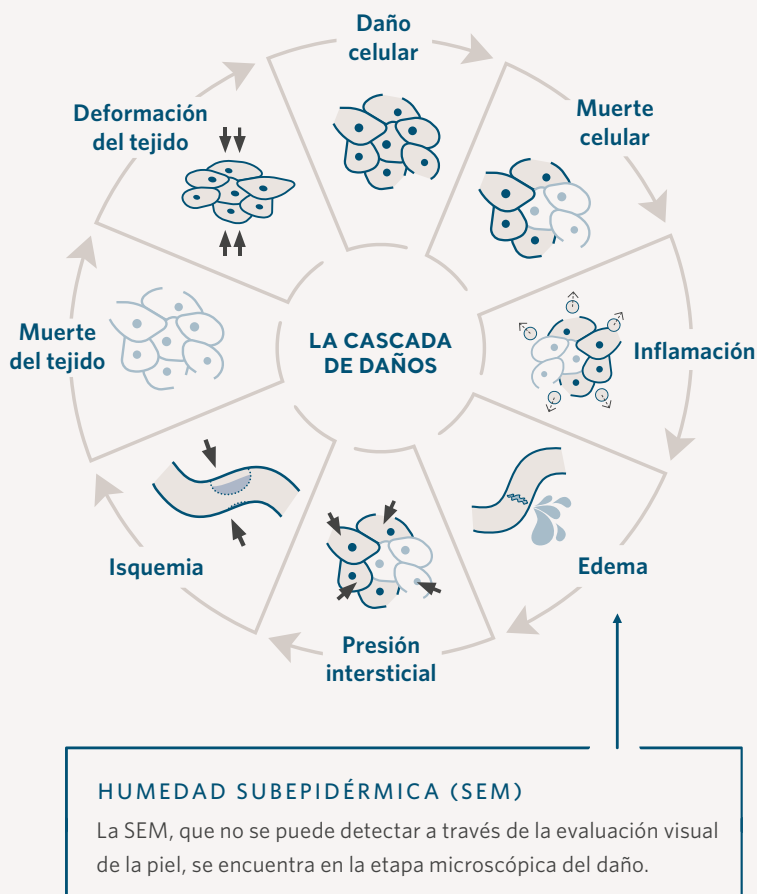 Daño
celular
Muerte
celular
Inflamación
Edema
Presión
intersticial
Isquemia
Muerte
del tejido
Deformación
del tejido
LA CASCADA
DE DAÑOS
HUMEDAD SUBEPIDÉRMICA (SEM)
La SEM, que no se puede detectar a través de la evaluación visual
de la piel, se encuentra en la etapa microscópica del daño.